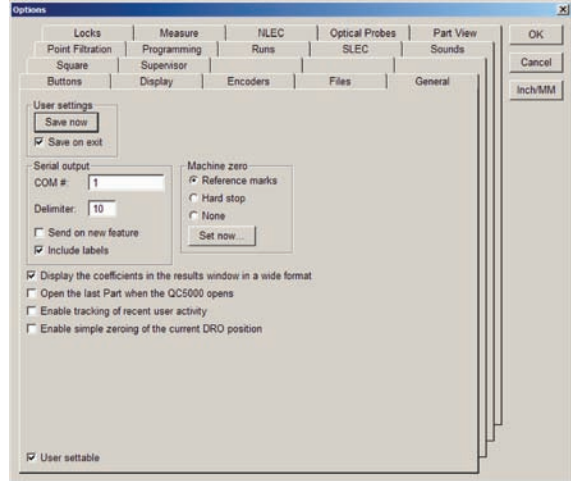 Options
Locks Measure NLEC Optical Probes Part View
Point Filtration Programming Runs SLEC Sounds
Square Supervisor
Buttons Display Encoders Files General
OK
Cancel
Inch/MM
User settings
Save now
Save on exit
Serial output
COM #: 1
Delimiter: 10
Send on new feature
Include labels
Machine zero
Reference marks
Hard stop
None
Set now...
Display the coefficients in the results window in a wide format
Open the last Part when the QC5000 opens
Enable tracking of recent user activity
Enable simple zeroing of the current DRO position
User settable